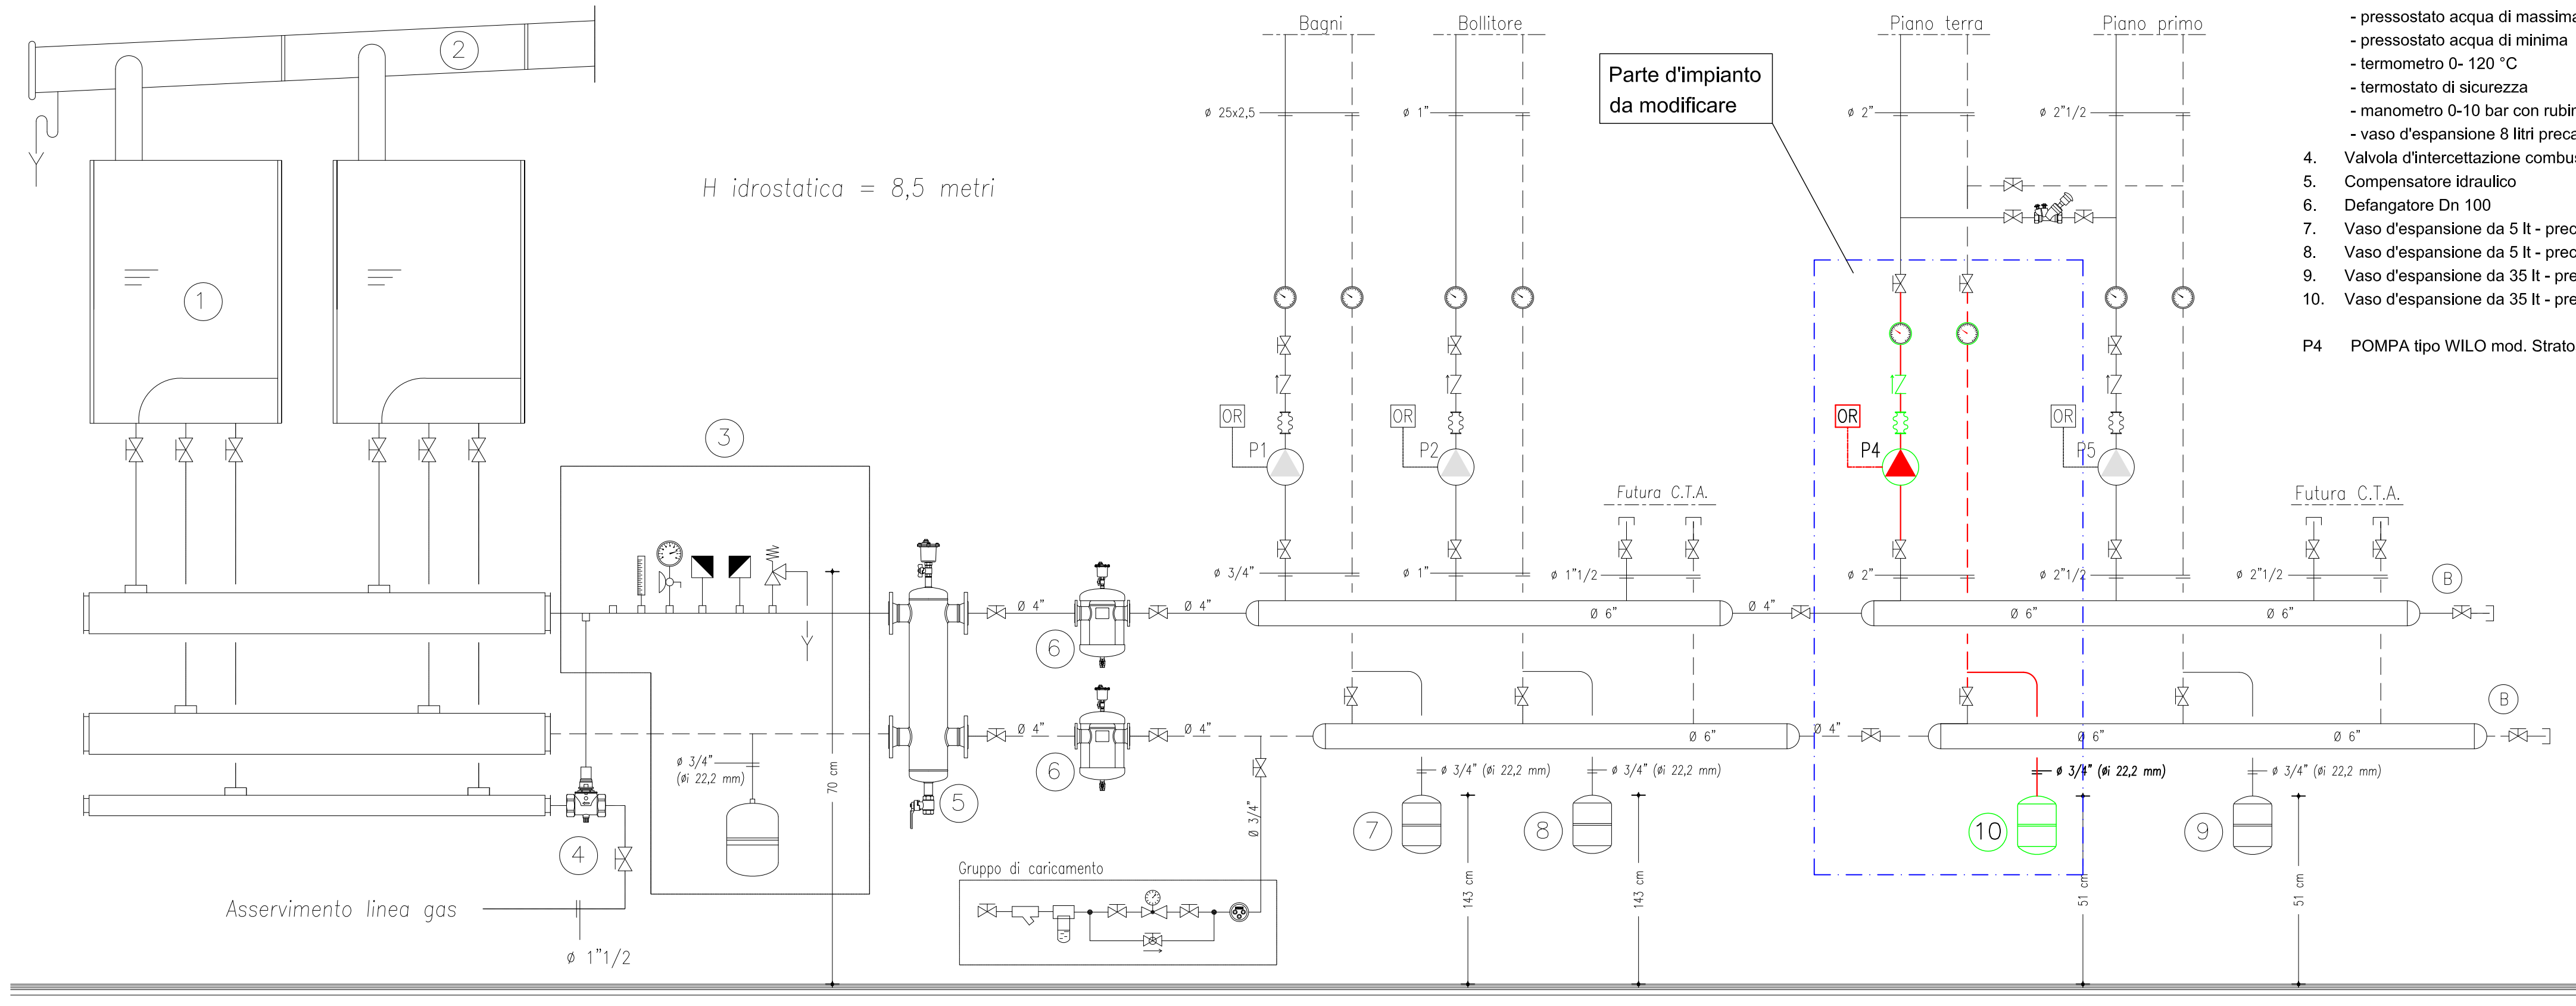 - pressostato acqua di massima
- pressostato acqua di minima
- termometro 0- 120 °C
- termostato di sicurezza
- manometro 0-10 bar con
- vaso d'espansione 8 litri
4. Valvola d'intercettazione
5. Compensatore idraulico
6. Defangatore Dn 100
7. Vaso d'espansione da 5 lt -
8. Vaso d'espansione da 5 lt -
9. Vaso d'espansione da 35 lt -
10. Vaso d'espansione da 35 lt -
P4 POMPA tipo WILO mod. Strato
Bagni
Bollitore
Piano terra
Piano primo
Parte d'impianto
da modificare
ø 25x2,5
ø 1"
ø 2"
ø 2"1/2
H idrostatica = 8,5 metri
1
2
3
OR
P1
OR
P2
OR
P4
OR
P5
Futura C.T.A.
Futura C.T.A.
ø 3/4"
ø 1"
ø 1"1/2
ø 2"
ø 2"1/2
ø 2"1/2
B
Ø 4"
Ø 4"
Ø 6"
Ø 4"
Ø 6"
Ø 6"
6
B
Ø 4"
Ø 4"
Ø 6"
Ø 4"
Ø 6"
Ø 6"
6
ø 3/4"
(øi 22,2 mm)
70 cm
ø 3/4" (øi 22,2 mm)
ø 3/4" (øi 22,2 mm)
ø 3/4" (øi 22,2 mm)
ø 3/4" (øi 22,2 mm)
5
Ø 3/4"
7
8
10
9
4
143 cm
143 cm
51 cm
51 cm
Gruppo di caricamento
Asservimento linea gas
ø 1"1/2